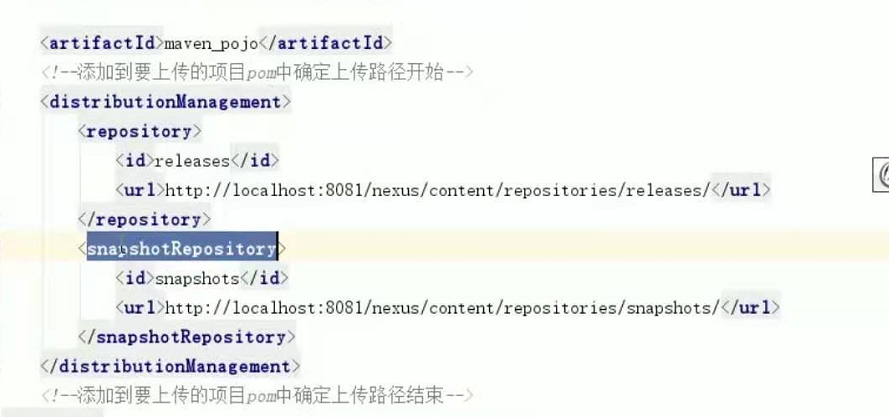 <artifactId>maven_pojo</artifactId>
<!--添加到要上传的项目pom中确定上传路径开始-->
<distributionManagement>
<repository>
<id>releases</id>
<url>http://localhost:8081/nexus/content/repositories/releases/</url>
</repository>
<snapshotRepository>
<id>snapshots</id>
<url>http://localhost:8081/nexus/content/repositories/snapshots/</url>
</snapshotRepository>
</distributionManagement>
<!--添加到要上传的项目pom中确定上传路径结束-->